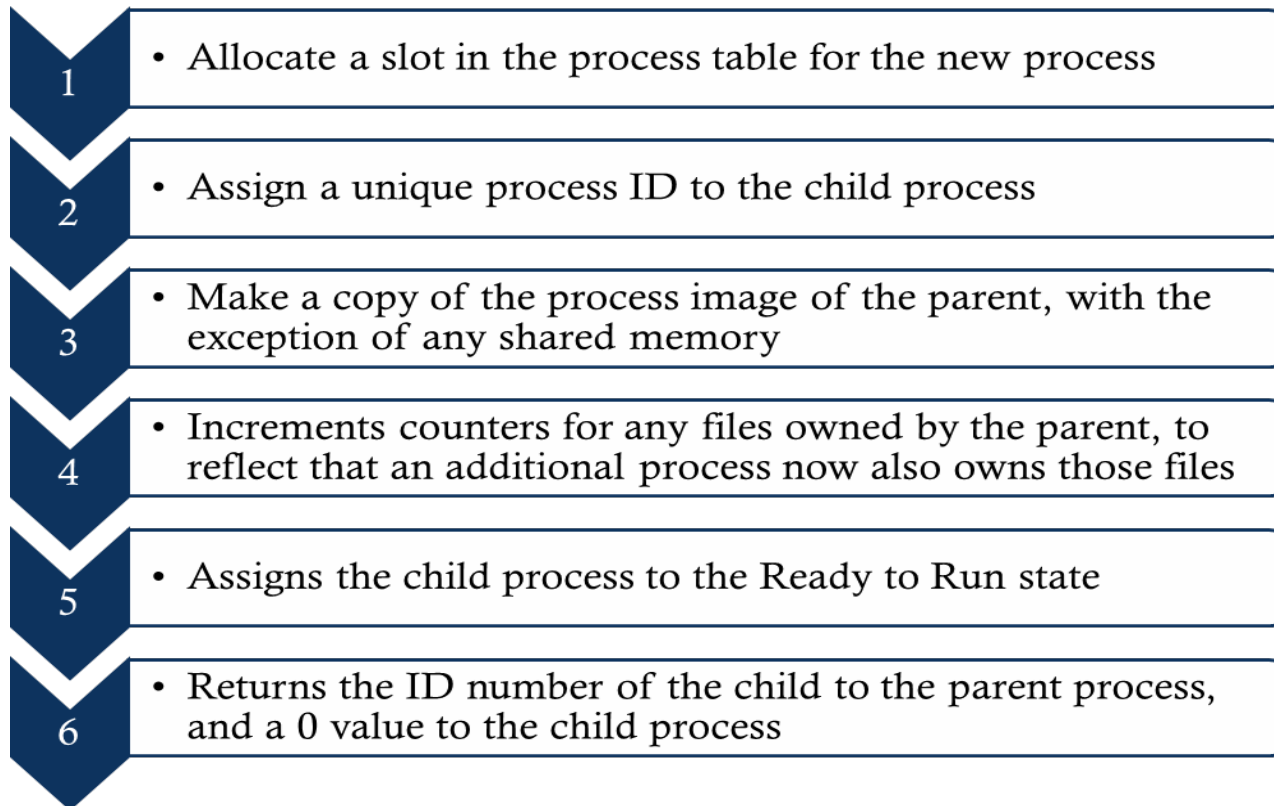 1
• Allocate a slot in the process table for the new process
2
• Assign a unique process ID to the child process
3
• Make a copy of the process image of the parent, with the
exception of any shared memory
4
• Increments counters for any files owned by the parent, to
reflect that an additional process now also owns those files
5
• Assigns the child process to the Ready to Run state
6
• Returns the ID number of the child to the parent process,
and a 0 value to the child process